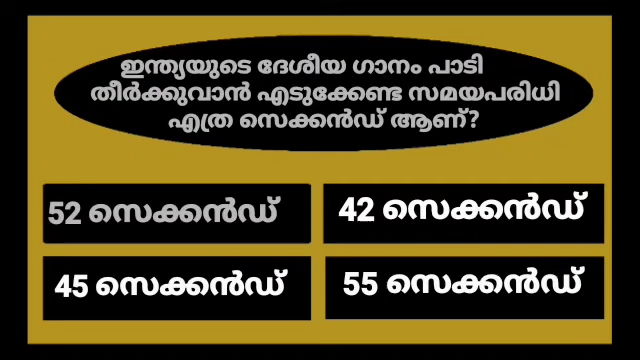 ഇന്ത്യയുടെ ദേശീയ ഗാനം പാടി
തീർക്കുവാൻ എടുക്കേണ്ട സമയപരിധി
എത്ര സെക്കൻഡ് ആണ്?
52 സെക്കൻഡ്
42 സെക്കൻഡ്
45 സെക്കൻഡ്
55 സെക്കൻഡ്